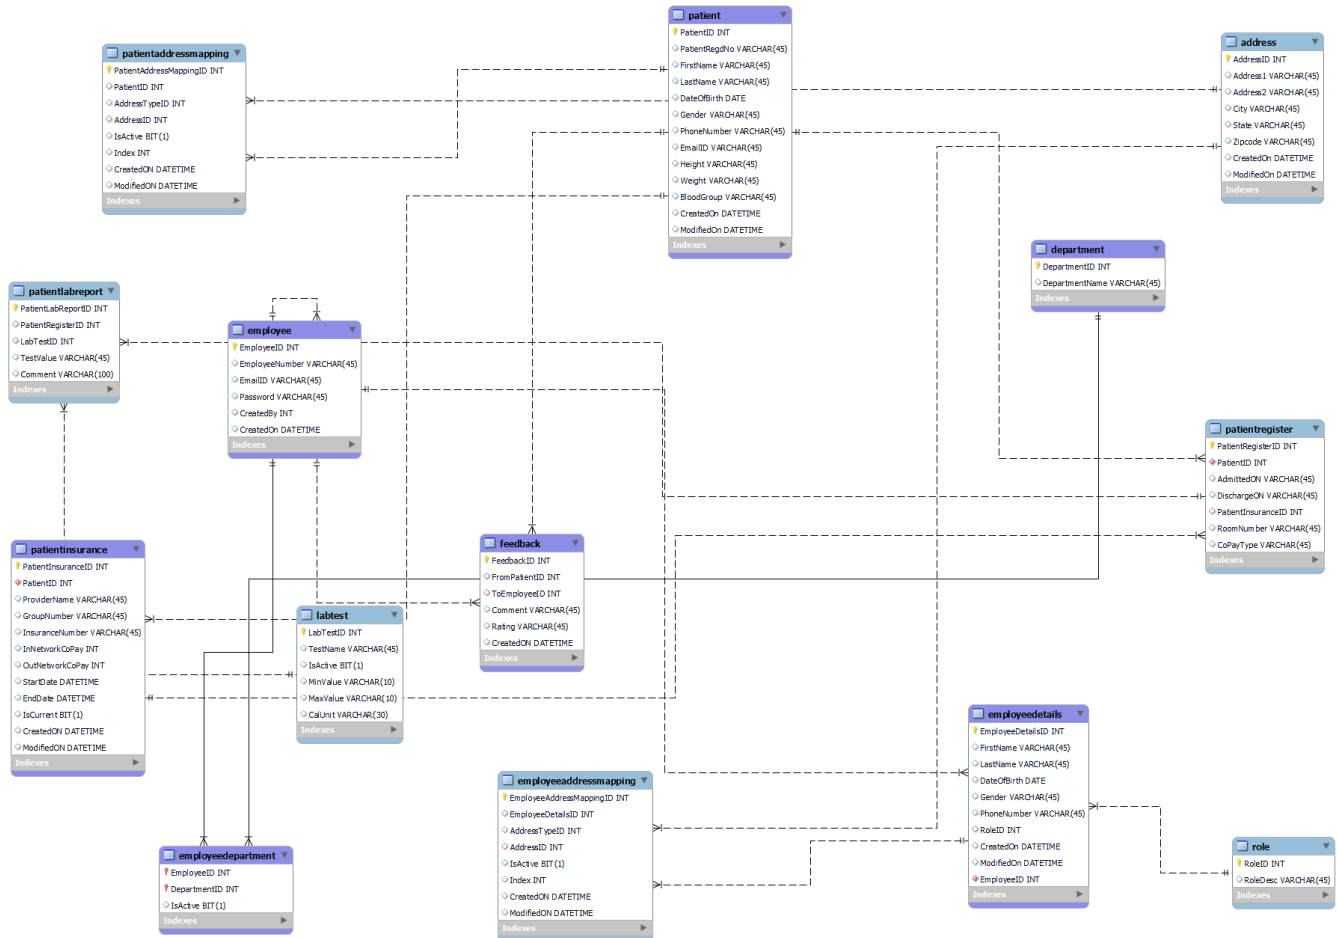 patient
PatientID INT
PatientRegdNo VARCHAR(45)
FirstName VARCHAR(45)
LastName VARCHAR(45)
DateOfBirth DATE
Gender VARCHAR(45)
PhoneNumber VARCHAR(45)
EmailID VARCHAR(45)
Height VARCHAR(45)
Weight VARCHAR(45)
BloodGroup VARCHAR(45)
CreatedOn DATETIME
ModifiedOn DATETIME
Indexes
patientaddressmapping
PatientAddressMappingID INT
PatientID INT
AddressTypeID INT
AddressID INT
IsActive BIT(1)
Index INT
CreatedON DATETIME
ModifiedON DATETIME
Indexes
address
AddressID INT
Address1 VARCHAR(45)
Address2 VARCHAR(45)
City VARCHAR(45)
State VARCHAR(45)
Zipcode VARCHAR(45)
CreatedOn DATETIME
ModifiedOn DATETIME
Indexes
department
DepartmentID INT
DepartmentName VARCHAR(45)
Indexes
patientlabreport
PatientLabReportID INT
PatientRegisterID INT
LabTestID INT
TestValue VARCHAR(45)
Comment VARCHAR(100)
Indexes
employee
EmployeeID INT
EmployeeNumber VARCHAR(45)
EmailID VARCHAR(45)
Password VARCHAR(45)
CreatedBy INT
CreatedOn DATETIME
Indexes
patientregister
PatientRegisterID INT
PatientID INT
AdmittedON VARCHAR(45)
DischargeON VARCHAR(45)
PatientInsuranceID INT
RoomNumber VARCHAR(45)
CoPayType VARCHAR(45)
Indexes
patientinsurance
PatientInsuranceID INT
PatientID INT
ProviderName VARCHAR(45)
GroupNumber VARCHAR(45)
InsuranceNumber VARCHAR(45)
InNetworkCoPay INT
OutNetworkCoPay INT
StartDate DATETIME
EndDate DATETIME
IsCurrent BIT(1)
CreatedON DATETIME
ModifiedON DATETIME
Indexes
feedback
FeedbackID INT
FromPatientID INT
ToEmployeeID INT
Comment VARCHAR(45)
Rating VARCHAR(45)
CreatedON DATETIME
Indexes
labtest
LabTestID INT
TestName VARCHAR(45)
IsActive BIT(1)
MinValue VARCHAR(10)
MaxValue VARCHAR(10)
CalUnit VARCHAR(30)
Indexes
employeedetails
EmployeeDetailsID INT
FirstName VARCHAR(45)
LastName VARCHAR(45)
DateOfBirth DATE
Gender VARCHAR(45)
PhoneNumber VARCHAR(45)
RoleID INT
CreatedOn DATETIME
ModifiedOn DATETIME
EmployeeID INT
Indexes
employeeaddressmapping
EmployeeAddressMappingID INT
EmployeeDetailsID INT
AddressTypeID INT
AddressID INT
IsActive BIT(1)
Index INT
CreatedON DATETIME
ModifiedON DATETIME
Indexes
role
RoleID INT
RoleDesc VARCHAR(45)
Indexes
employeedepartment
EmployeeID INT
DepartmentID INT
IsActive BIT(1)
Indexes